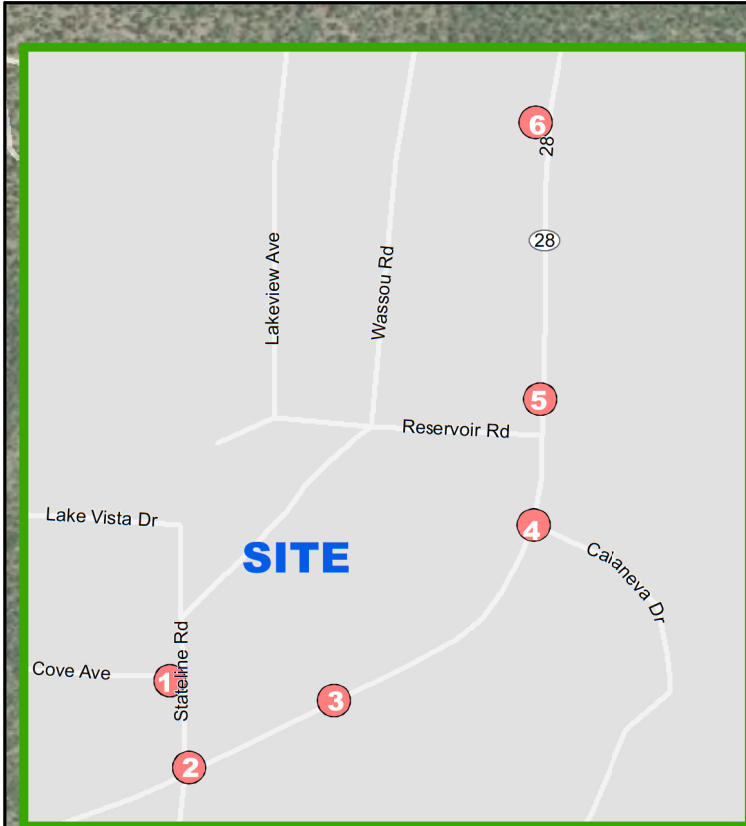 6
28
28
Lakeview Ave
Wassou Rd
5
Reservoir Rd
Lake Vista Dr
4
SITE
Caianeva Dr
Cove Ave
1
Stateline Rd
3
2